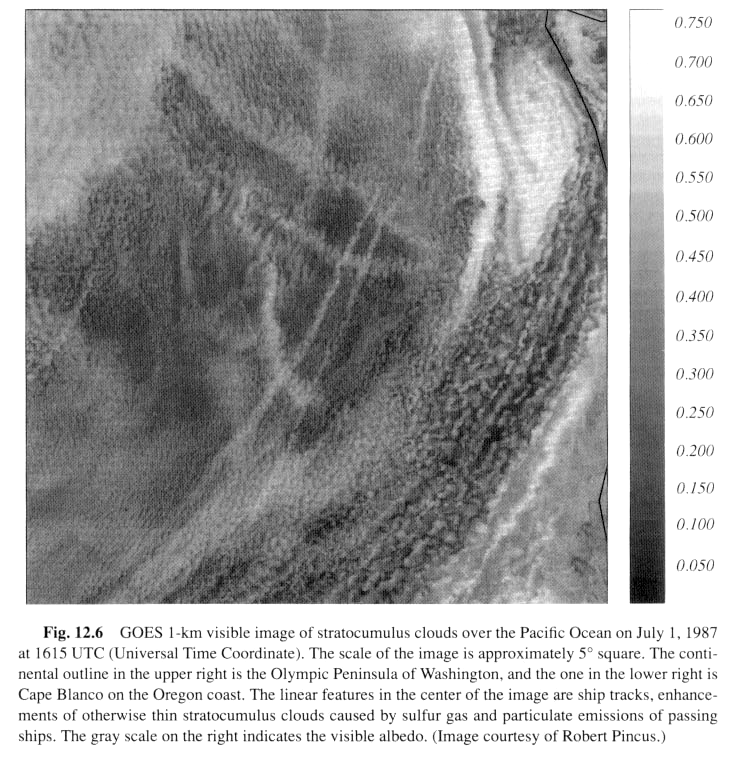 0.750
0.700
0.650
0.600
0.550
0.500
0.450
0.400
0.350
0.300
0.250
0.200
0.150
0.100
0.050
Fig. 12.6 GOES 1-km visible image of stratocumulus clouds over the Pacific Ocean on July 1, 1987
at 1615 UTC (Universal Time Coordinate). The scale of the image is approximately 5° square. The conti-
nental outline in the upper right is the Olympic Peninsula of Washington, and the one in the lower right is
Cape Blanco on the Oregon coast. The linear features in the center of the image are ship tracks, enhance-
ments of otherwise thin stratocumulus clouds caused by sulfur gas and particulate emissions of passing
ships. The gray scale on the right indicates the visible albedo. (Image courtesy of Robert Pincus.)